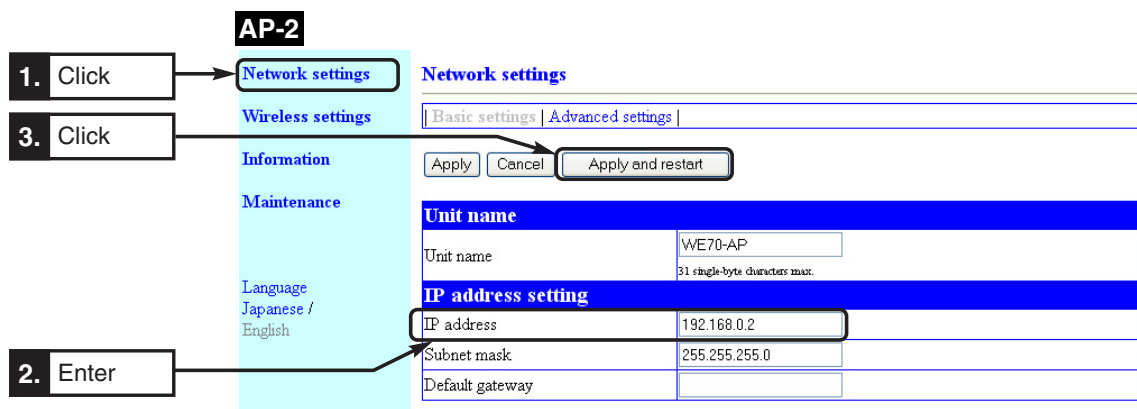 AP-2
1. Click
Network settings
Network settings
Wireless settings
| Basic settings | Advanced settings |
3. Click
Information
Apply Cancel Apply and restart
Maintenance
Unit name
Unit name WE70-AP
31 single-byte characters max.
Language
Japanese /
English
IP address setting
IP address 192.168.0.2
Subnet mask 255.255.255.0
2. Enter
Default gateway